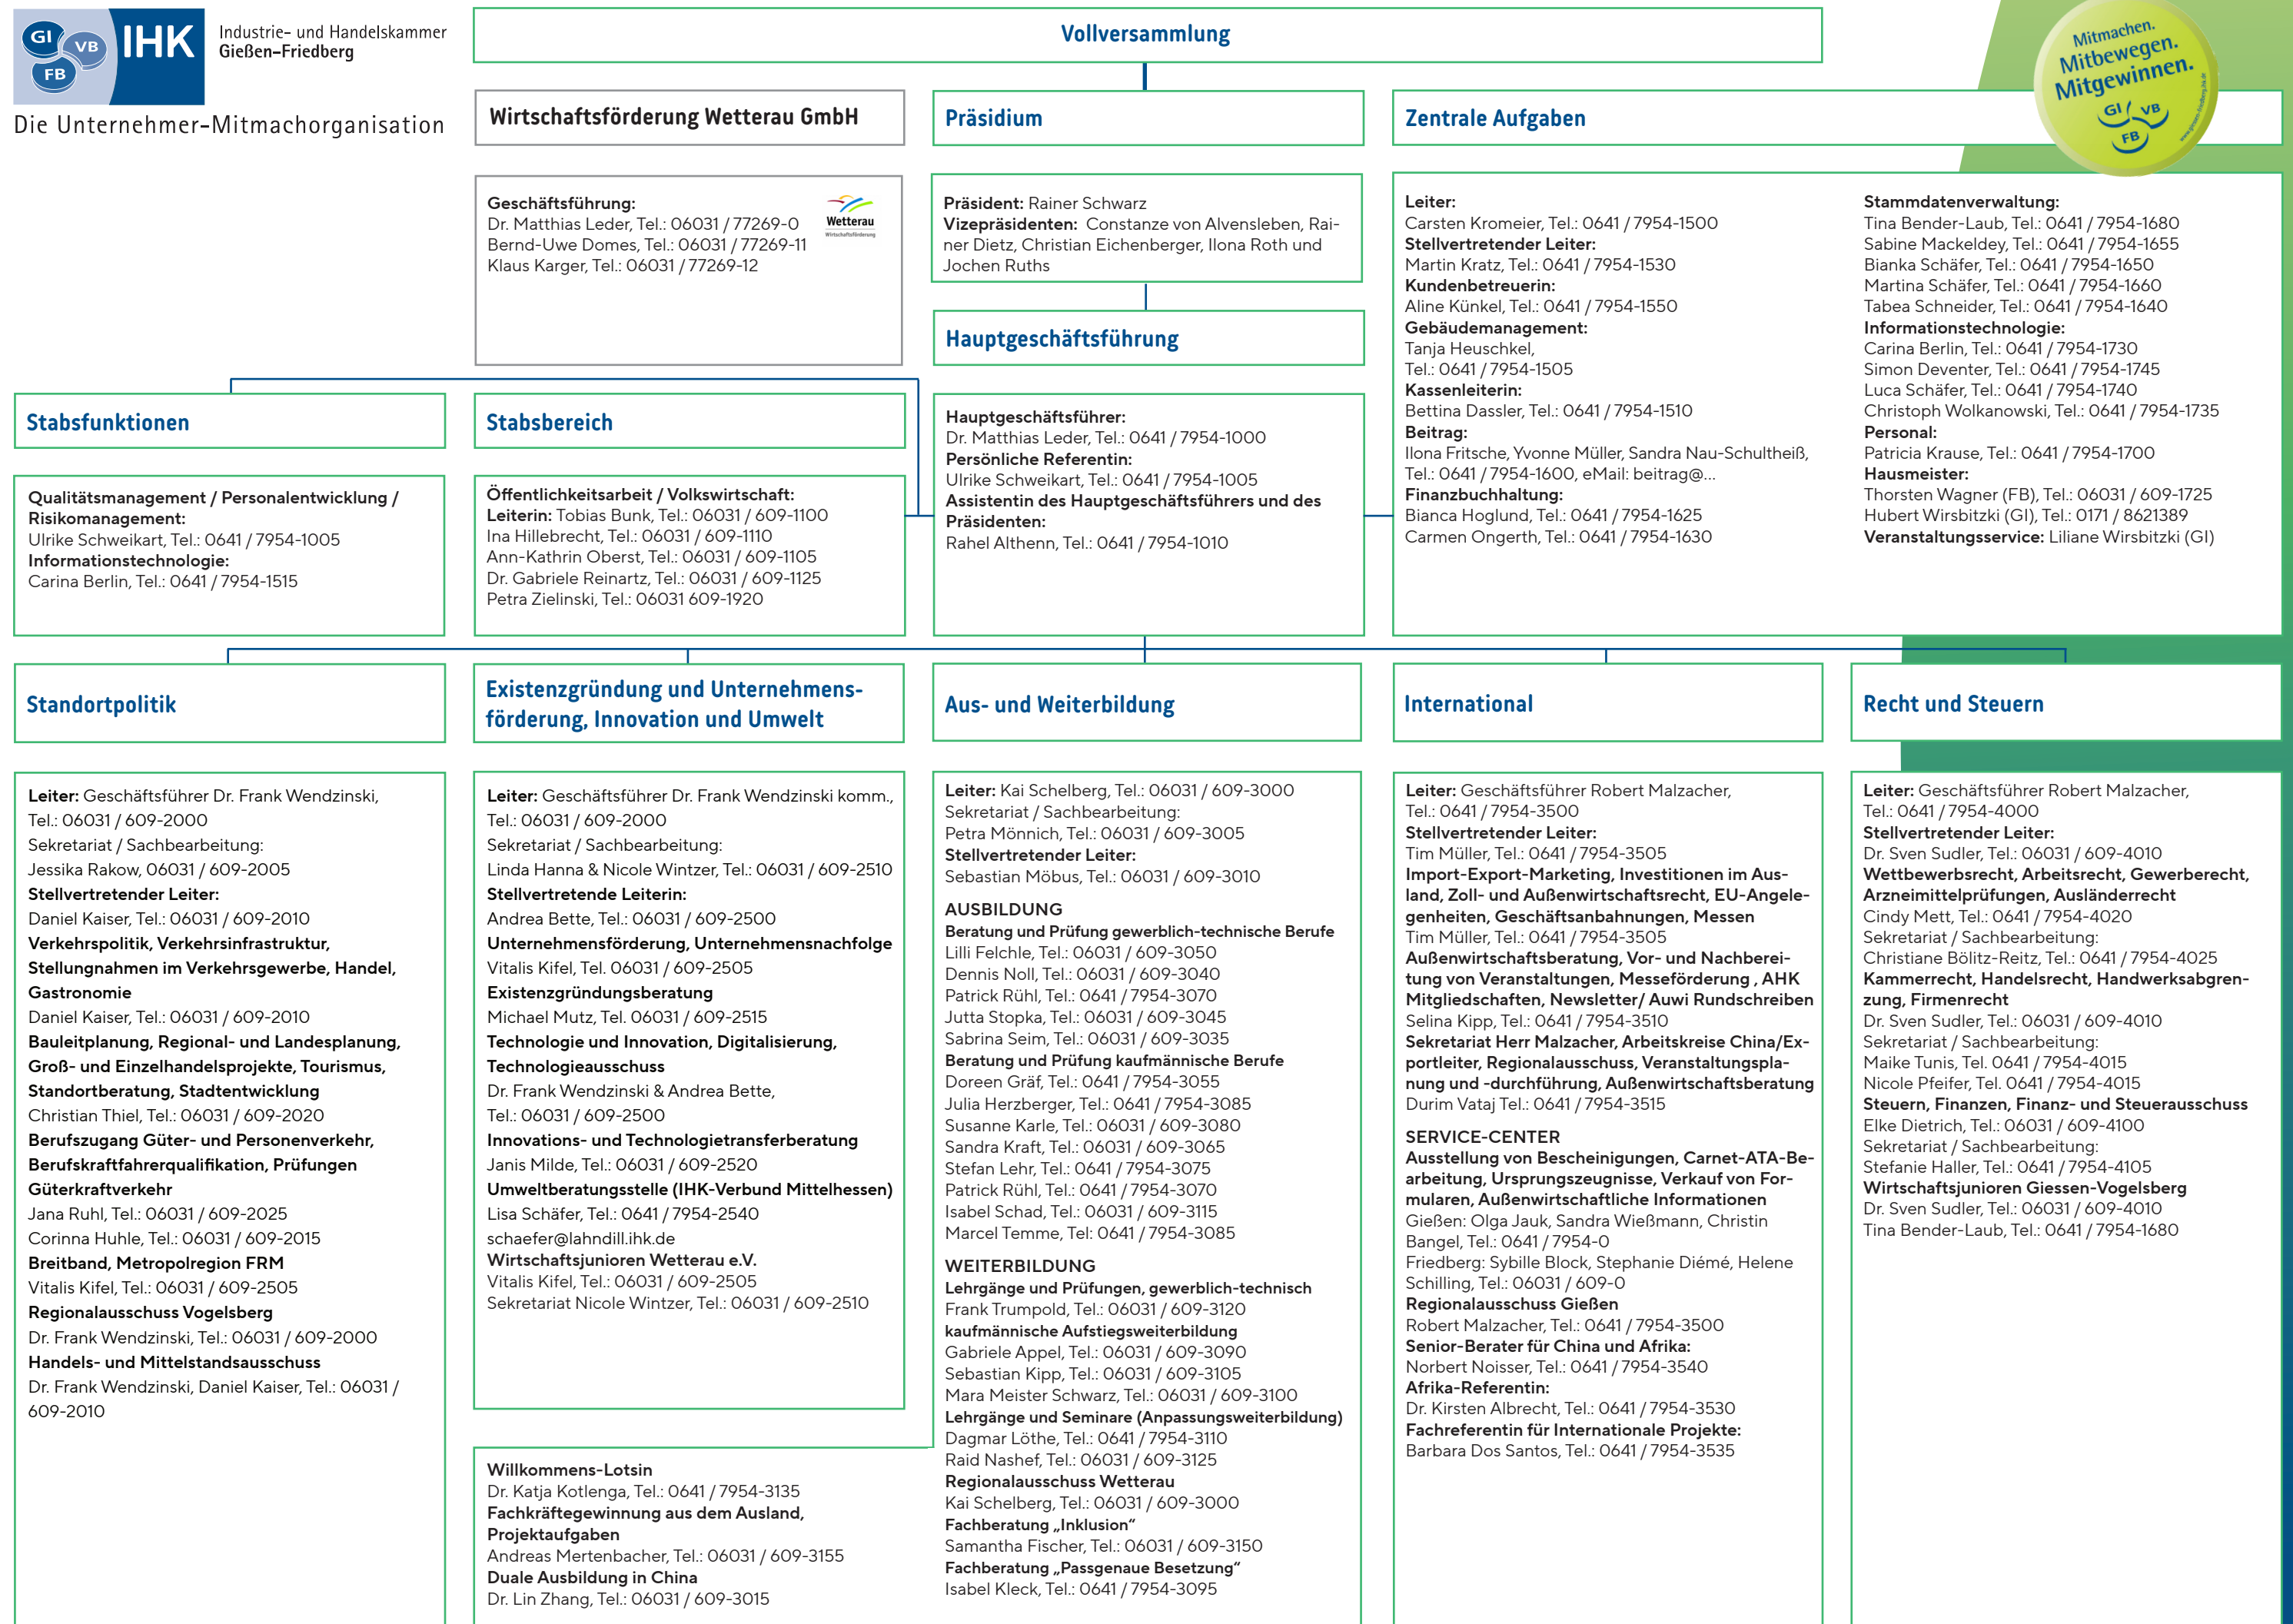 GI
VB
FB
IHK
Industrie- und Handelskammer
Gießen-Friedberg
Die Unternehmer-Mitmachorganisation
Vollversammlung
Mitmachen.
Mitbewegen.
Mitgewinnen.
GI
VB
FB
Wirtschaftsförderung Wetterau GmbH
Geschäftsführung:
Dr. Matthias Leder, Tel.: 06031 / 77269-0
Bernd-Uwe Domes, Tel.: 06031 / 77269-11
Klaus Karger, Tel.: 06031 / 77269-12
Wetterau
Wirtschaftsförderung
Präsidium
Präsident: Rainer Schwarz
Vizepräsidenten: Constanze von Alvensleben, Rai-
ner Dietz, Christian Eichenberger, Ilona Roth und
Jochen Ruths
Hauptgeschäftsführung
Hauptgeschäftsführer:
Dr. Matthias Leder, Tel.: 0641 / 7954-1000
Persönliche Referentin:
Ulrike Schweikart, Tel.: 0641 / 7954-1005
Assistentin des Hauptgeschäftsführers und des
Präsidenten:
Rahel Althenn, Tel.: 0641 / 7954-1010
Zentrale Aufgaben
Leiter:
Carsten Kromeier, Tel.: 0641 / 7954-1500
Stellvertretender Leiter:
Martin Kratz, Tel.: 0641 / 7954-1530
Kundenbetreuerin:
Aline Künkel, Tel.: 0641 / 7954-1550
Gebäudemanagement:
Tanja Heuschkel,
Tel.: 0641 / 7954-1505
Kassenleiterin:
Bettina Dassler, Tel.: 0641 / 7954-1510
Beitrag:
Ilona Fritsche, Yvonne Müller, Sandra Nau-Schultheiß,
Tel.: 0641 / 7954-1600, eMail: beitrag@...
Finanzbuchhaltung:
Bianca Hoglund, Tel.: 0641 / 7954-1625
Carmen Ongerth, Tel.: 0641 / 7954-1630
Stammdatenverwaltung:
Tina Bender-Laub, Tel.: 0641 / 7954-1680
Sabine Mackeldey, Tel.: 0641 / 7954-1655
Bianka Schäfer, Tel.: 0641 / 7954-1650
Martina Schäfer, Tel.: 0641 / 7954-1660
Tabea Schneider, Tel.: 0641 / 7954-1640
Informationstechnologie:
Carina Berlin, Tel.: 0641 / 7954-1730
Simon Deventer, Tel.: 0641 / 7954-1745
Luca Schäfer, Tel.: 0641 / 7954-1740
Christoph Wolkanowski, Tel.: 0641 / 7954-1735
Personal:
Patricia Krause, Tel.: 0641 / 7954-1700
Hausmeister:
Thorsten Wagner (FB), Tel.: 06031 / 609-1725
Hubert Wirsbitzki (GI), Tel.: 0171 / 8621389
Veranstaltungsservice: Liliane Wirsbitzki (GI)
Stabsfunktionen
Qualitätsmanagement / Personalentwicklung /
Risikomanagement:
Ulrike Schweikart, Tel.: 0641 / 7954-1005
Informationstechnologie:
Carina Berlin, Tel.: 0641 / 7954-1515
Stabsbereich
Öffentlichkeitsarbeit / Volkswirtschaft:
Leiterin: Tobias Bunk, Tel.: 06031 / 609-1100
Ina Hillebrecht, Tel.: 06031 / 609-1110
Ann-Kathrin Oberst, Tel.: 06031 / 609-1105
Dr. Gabriele Reinartz, Tel.: 06031 / 609-1125
Petra Zielinski, Tel.: 06031 609-1920
Standortpolitik
Leiter: Geschäftsführer Dr. Frank Wendzinski,
Tel.: 06031 / 609-2000
Sekretariat / Sachbearbeitung:
Jessika Rakow, 06031 / 609-2005
Stellvertretender Leiter:
Daniel Kaiser, Tel.: 06031 / 609-2010
Verkehrspolitik, Verkehrsinfrastruktur,
Stellungnahmen im Verkehrsgewerbe, Handel,
Gastronomie
Daniel Kaiser, Tel.: 06031 / 609-2010
Bauleitplanung, Regional- und Landesplanung,
Groß- und Einzelhandelsprojekte, Tourismus,
Standortberatung, Stadtentwicklung
Christian Thiel, Tel.: 06031 / 609-2020
Berufszugang Güter- und Personenverkehr,
Berufskraftfahrerqualifikation, Prüfungen
Güterkraftverkehr
Jana Ruhl, Tel.: 06031 / 609-2025
Corinna Huhle, Tel.: 06031 / 609-2015
Breitband, Metropolregion FRM
Vitalis Kifel, Tel.: 06031 / 609-2505
Regionalausschuss Vogelsberg
Dr. Frank Wendzinski, Tel.: 06031 / 609-2000
Handels- und Mittelstandsausschuss
Dr. Frank Wendzinski, Daniel Kaiser, Tel.: 06031 /
609-2010
Existenzgründung und Unternehmens-
förderung, Innovation und Umwelt
Leiter: Geschäftsführer Dr. Frank Wendzinski komm.,
Tel.: 06031 / 609-2000
Sekretariat / Sachbearbeitung:
Linda Hanna & Nicole Wintzer, Tel.: 06031 / 609-2510
Stellvertretende Leiterin:
Andrea Bette, Tel.: 06031 / 609-2500
Unternehmensförderung, Unternehmensnachfolge
Vitalis Kifel, Tel. 06031 / 609-2505
Existenzgründungsberatung
Michael Mutz, Tel. 06031 / 609-2515
Technologie und Innovation, Digitalisierung,
Technologieausschuss
Dr. Frank Wendzinski & Andrea Bette,
Tel.: 06031 / 609-2500
Innovations- und Technologietransferberatung
Janis Milde, Tel.: 06031 / 609-2520
Umweltberatungsstelle (IHK-Verbund Mittelhessen)
Lisa Schäfer, Tel.: 0641 / 7954-2540
schaefer@lahndill.ihk.de
Wirtschaftsjunioren Wetterau e.V.
Vitalis Kifel, Tel.: 06031 / 609-2505
Sekretariat Nicole Wintzer, Tel.: 06031 / 609-2510
Willkommens-Lotsin
Dr. Katja Kotlenga, Tel.: 0641 / 7954-3135
Fachkräftegewinnung aus dem Ausland,
Projektaufgaben
Andreas Mertenbacher, Tel.: 06031 / 609-3155
Duale Ausbildung in China
Dr. Lin Zhang, Tel.: 06031 / 609-3015
Aus- und Weiterbildung
Leiter: Kai Schelberg, Tel.: 06031 / 609-3000
Sekretariat / Sachbearbeitung:
Petra Mönnich, Tel.: 06031 / 609-3005
Stellvertretender Leiter:
Sebastian Möbus, Tel.: 06031 / 609-3010
AUSBILDUNG
Beratung und Prüfung gewerblich-technische Berufe
Lilli Felchle, Tel.: 06031 / 609-3050
Dennis Noll, Tel.: 06031 / 609-3040
Patrick Rühl, Tel.: 0641 / 7954-3070
Jutta Stopka, Tel.: 06031 / 609-3045
Sabrina Seim, Tel.: 06031 / 609-3035
Beratung und Prüfung kaufmännische Berufe
Doreen Gräf, Tel.: 0641 / 7954-3055
Julia Herzberger, Tel.: 0641 / 7954-3085
Susanne Karle, Tel.: 06031 / 609-3080
Sandra Kraft, Tel.: 06031 / 609-3065
Stefan Lehr, Tel.: 0641 / 7954-3075
Patrick Rühl, Tel.: 0641 / 7954-3070
Isabel Schad, Tel.: 06031 / 609-3115
Marcel Temme, Tel: 0641 / 7954-3085
WEITERBILDUNG
Lehrgänge und Prüfungen, gewerblich-technisch
Frank Trumpold, Tel.: 06031 / 609-3120
kaufmännische Aufstiegsweiterbildung
Gabriele Appel, Tel.: 06031 / 609-3090
Sebastian Kipp, Tel.: 06031 / 609-3105
Mara Meister Schwarz, Tel.: 06031 / 609-3100
Lehrgänge und Seminare (Anpassungsweiterbildung)
Dagmar Löthe, Tel.: 0641 / 7954-3110
Raid Nashef, Tel.: 06031 / 609-3125
Regionalausschuss Wetterau
Kai Schelberg, Tel.: 06031 / 609-3000
Fachberatung „Inklusion“
Samantha Fischer, Tel.: 06031 / 609-3150
Fachberatung „Passgenaue Besetzung“
Isabel Kleck, Tel.: 0641 / 7954-3095
International
Leiter: Geschäftsführer Robert Malzacher,
Tel.: 0641 / 7954-3500
Stellvertretender Leiter:
Tim Müller, Tel.: 0641 / 7954-3505
Import-Export-Marketing, Investitionen im Aus-
land, Zoll- und Außenwirtschaftsrecht, EU-Angele-
genheiten, Geschäftsanbahnungen, Messen
Tim Müller, Tel.: 0641 / 7954-3505
Außenwirtschaftsberatung, Vor- und Nachberei-
tung von Veranstaltungen, Messeförderung , AHK
Mitgliedschaften, Newsletter/ Auwi Rundschreiben
Selina Kipp, Tel.: 0641 / 7954-3510
Sekretariat Herr Malzacher, Arbeitskreise China/Ex-
portleiter, Regionalausschuss, Veranstaltungspla-
nung und -durchführung, Außenwirtschaftsberatung
Durim Vataj Tel.: 0641 / 7954-3515
SERVICE-CENTER
Ausstellung von Bescheinigungen, Carnet-ATA-Be-
arbeitung, Ursprungszeugnisse, Verkauf von For-
mularen, Außenwirtschaftliche Informationen
Gießen: Olga Jauk, Sandra Wießmann, Christin
Bangel, Tel.: 0641 / 7954-0
Friedberg: Sybille Block, Stephanie Diémé, Helene
Schilling, Tel.: 06031 / 609-0
Regionalausschuss Gießen
Robert Malzacher, Tel.: 0641 / 7954-3500
Senior-Berater für China und Afrika:
Norbert Noisser, Tel.: 0641 / 7954-3540
Afrika-Referentin:
Dr. Kirsten Albrecht, Tel.: 0641 / 7954-3530
Fachreferentin für Internationale Projekte:
Barbara Dos Santos, Tel.: 0641 / 7954-3535
Recht und Steuern
Leiter: Geschäftsführer Robert Malzacher,
Tel.: 0641 / 7954-4000
Stellvertretender Leiter:
Dr. Sven Sudler, Tel.: 06031 / 609-4010
Wettbewerbsrecht, Arbeitsrecht, Gewerberecht,
Arzneimittelprüfungen, Ausländerrecht
Cindy Mett, Tel.: 0641 / 7954-4020
Sekretariat / Sachbearbeitung:
Christiane Bölitz-Reitz, Tel.: 0641 / 7954-4025
Kammerrecht, Handelsrecht, Handwerksabgren-
zung, Firmenrecht
Dr. Sven Sudler, Tel.: 06031 / 609-4010
Sekretariat / Sachbearbeitung:
Maike Tunis, Tel. 0641 / 7954-4015
Nicole Pfeifer, Tel. 0641 / 7954-4015
Steuern, Finanzen, Finanz- und Steuerausschuss
Elke Dietrich, Tel.: 06031 / 609-4100
Sekretariat / Sachbearbeitung:
Stefanie Haller, Tel.: 0641 / 7954-4105
Wirtschaftsjunioren Giessen-Vogelsberg
Dr. Sven Sudler, Tel.: 06031 / 609-4010
Tina Bender-Laub, Tel.: 0641 / 7954-1680